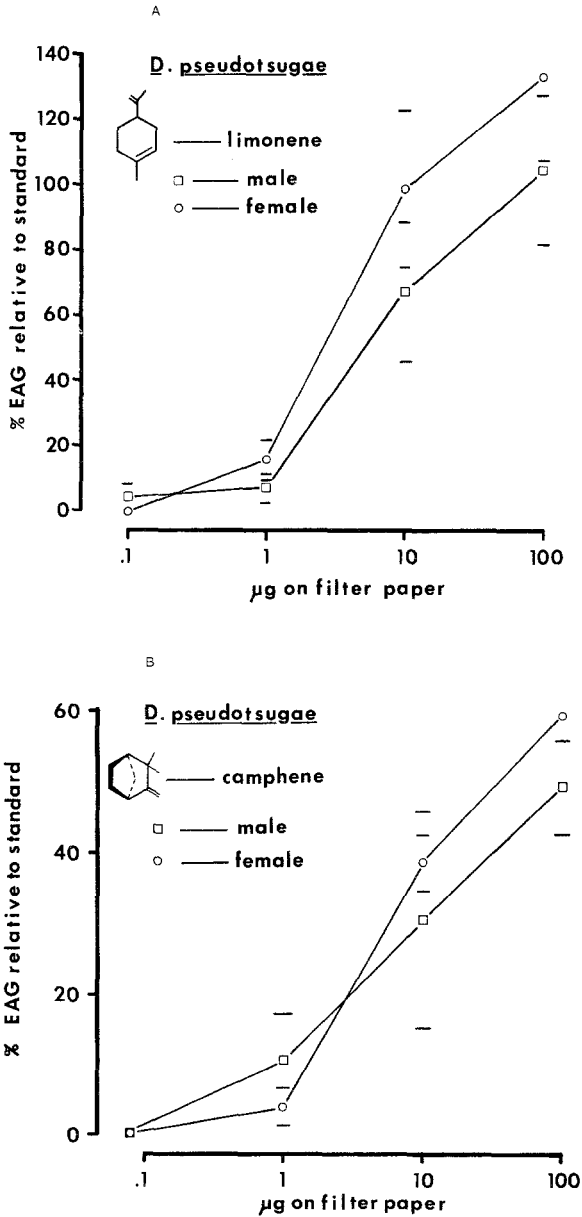 A
D. pseudotsugae
limonene
male
female
140
120
100
80
60
40
20
0
% EAG relative to standard
.1 1 10 100
µg on filter paper
B
D. pseudotsugae
camphene
male
female
60
40
20
0
% EAG relative to standard
.1 1 10 100
µg on filter paper